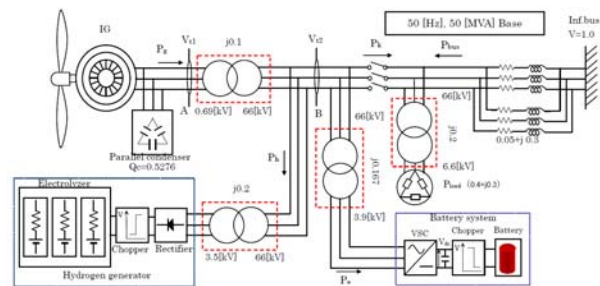 50 [Hz], 50 [MVA] Base
Inf.bus
V=1.0
IG
Pg
Vt1
j0.1
Vt2
Pk
Pbus
A
0.69[kV]
66[kV]
B
66[kV]
66[kV]
0.05+j 0.3
Parallel condenser
Qc=0.5276
Ph
j0.167
j0.2
6.6[kV]
Pload (0.4+j0.3)
3.9[kV]
Electrolyzer
Chopper
Rectifier
j0.2
3.5[kV]
66[kV]
Hydrogen generator
Battery system
VSC
Vdc
Chopper
Battery
V